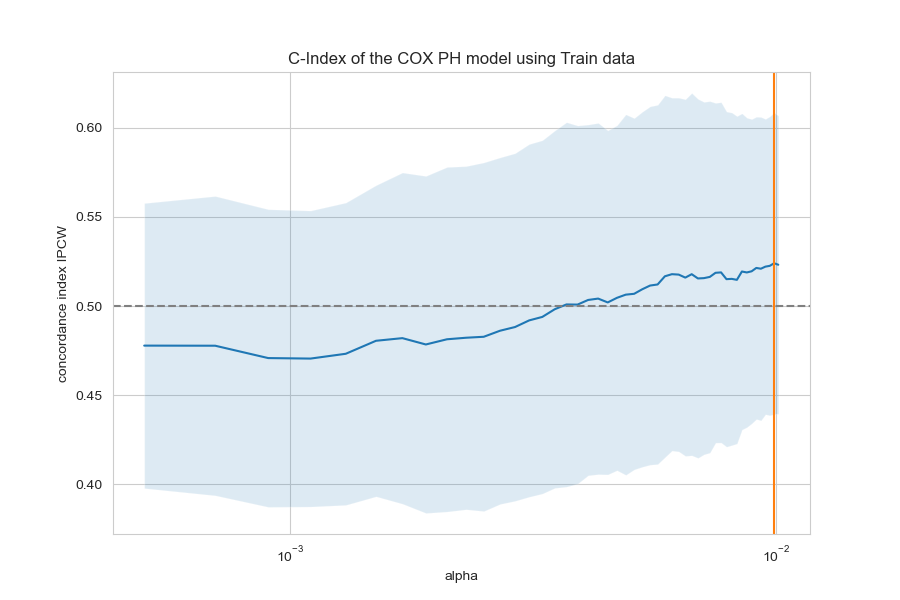 C-Index of the COX PH model using Train data
concordance index IPCW
0.60
0.55
0.50
0.45
0.40
10⁻³
10⁻²
alpha